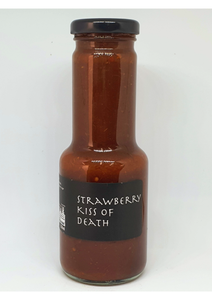 STRAWBERRY
KISS OF
DEATH